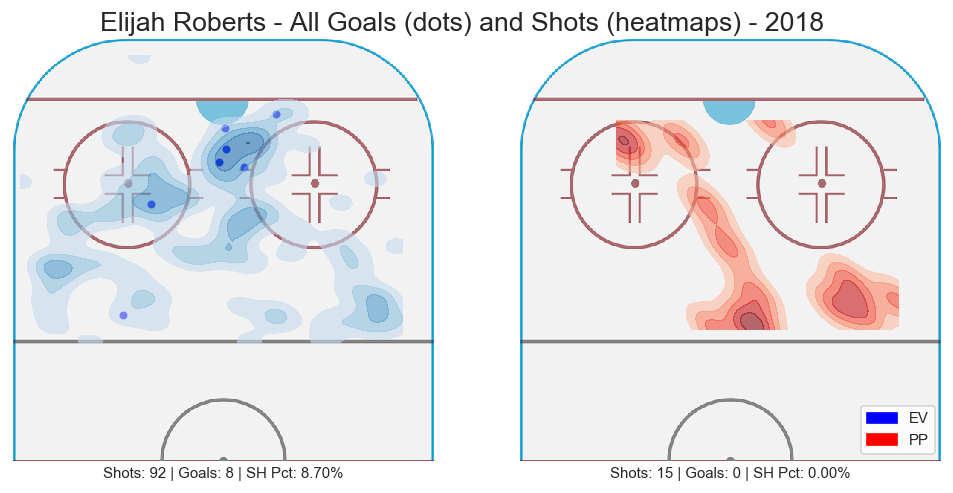 Elijah Roberts - All Goals (dots) and Shots (heatmaps) - 2018
EV
PP
Shots: 92 | Goals: 8 | SH Pct: 8.70%
Shots: 15 | Goals: 0 | SH Pct: 0.00%